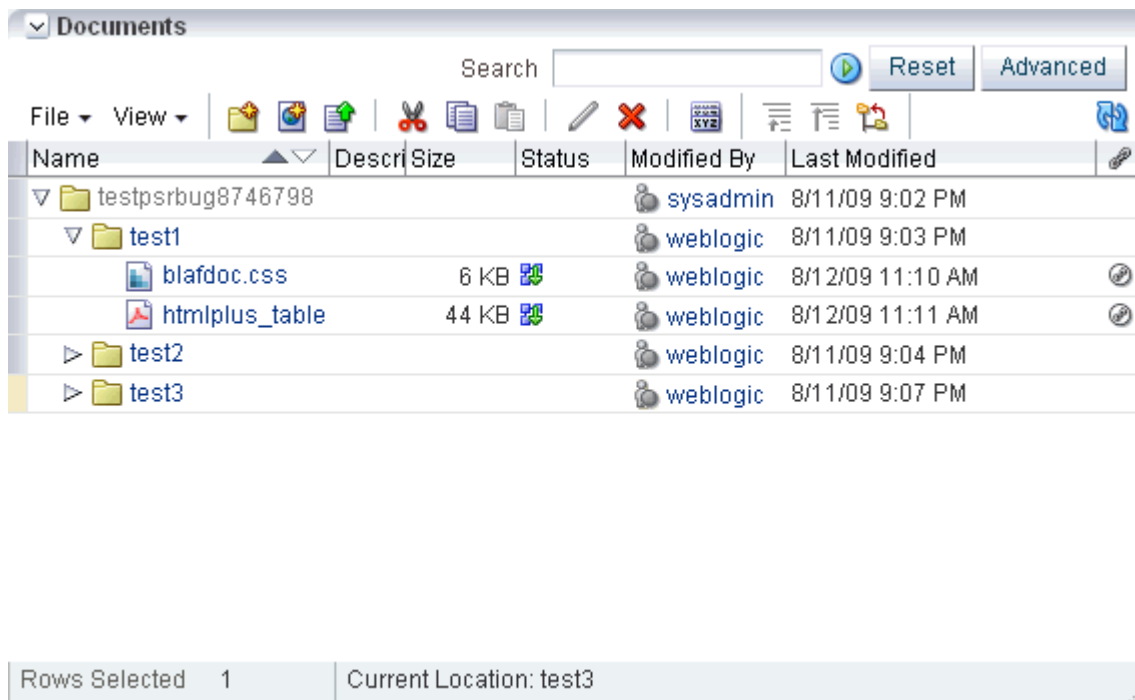 Documents
Search Reset Advanced
File View XYZ
Name Descri Size Status Modified By Last Modified
testpsrbug8746798 sysadmin 8/11/09 9:02 PM
test1 weblogic 8/11/09 9:03 PM
blafdoc.css 6 KB weblogic 8/12/09 11:10 AM
htmlplus_table 44 KB weblogic 8/12/09 11:11 AM
test2 weblogic 8/11/09 9:04 PM
test3 weblogic 8/11/09 9:07 PM
Rows Selected 1 Current Location: test3